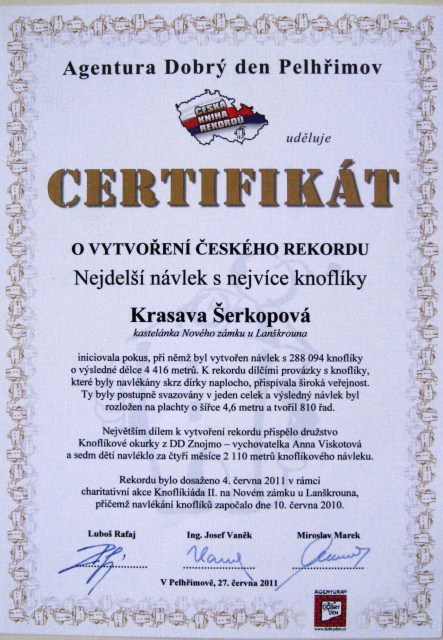 Agentura Dobrý den Pelhřimov
ČESKÁ
KNIHA
REKORDŮ
uděluje
CERTIFIKÁT
O VYTVOŘENÍ ČESKÉHO REKORDU
Nejdelší návlek s nejvíce knoflíky
Krasava Šerkopová
kastelánka Nového zámku u Lanškrouna
iniciovala pokus, při němž byl vytvořen návlek s 288 094 knoflíky
o výsledné délce 4 416 metrů. K rekordu dílčími provázky s knoflíky,
které byly navlékány skrz dírky naplocho, přispívala široká veřejnost.
Ty byly postupně svazovány v jeden celek a výsledný návlek byl
rozložen na plachty o šířce 4,6 metru a tvořil 810 řad.
Největším dílem k vytvoření rekordu přispělo družstvo
Knoflíkové okurky z DD Znojmo – vychovatelka Anna Viskotová
a sedm dětí navléklo za čtyři měsíce 2 110 metrů knoflíkového návleku.
Rekordu bylo dosaženo 4. června 2011 v rámci
charitativní akce Knoflíkiáda II. na Novém zámku u Lanškrouna,
přičemž navlékání knoflíků započalo dne 10. června 2010.
Luboš Rafaj Ing. Josef Vaněk Miroslav Marek
V Pelhřimově, 27. června 2011
AGENTURA
DOBRÝ
DEN
www.dobryden.cz